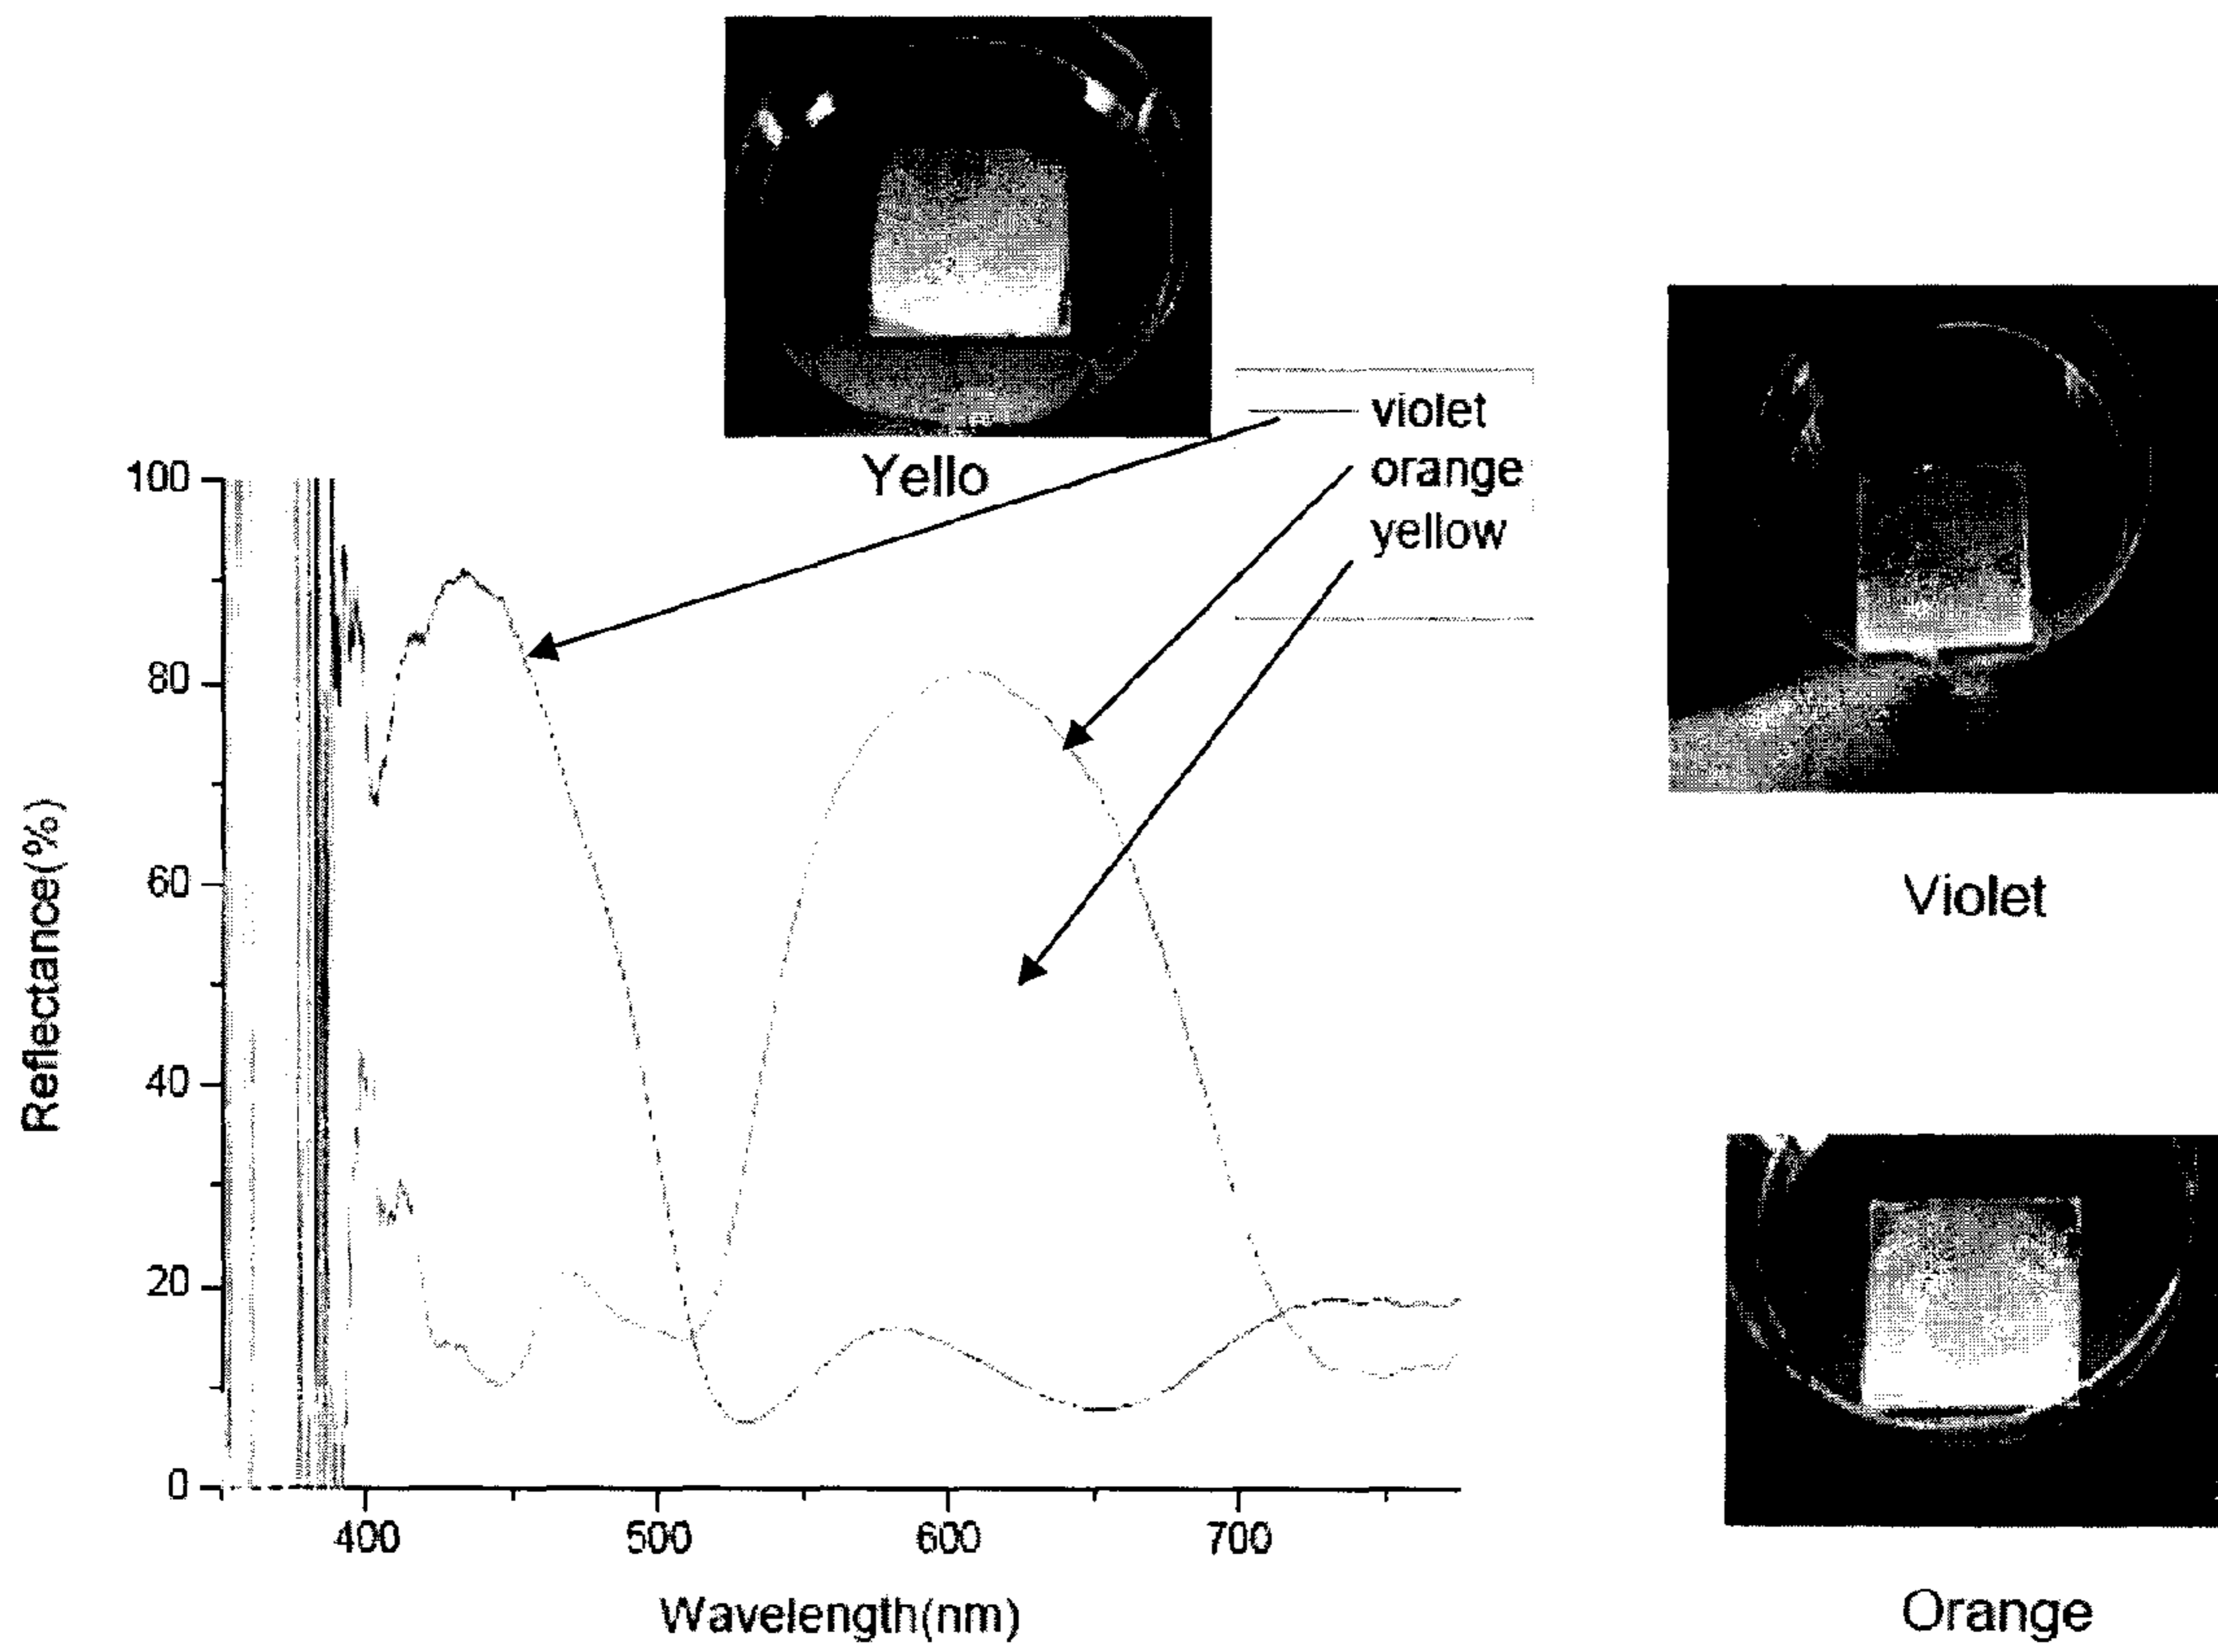 Yello
violet
orange
yellow
100
80
60
40
20
0
Reflectance(%)
400
500
600
700
Wavelength(nm)
Violet
Orange